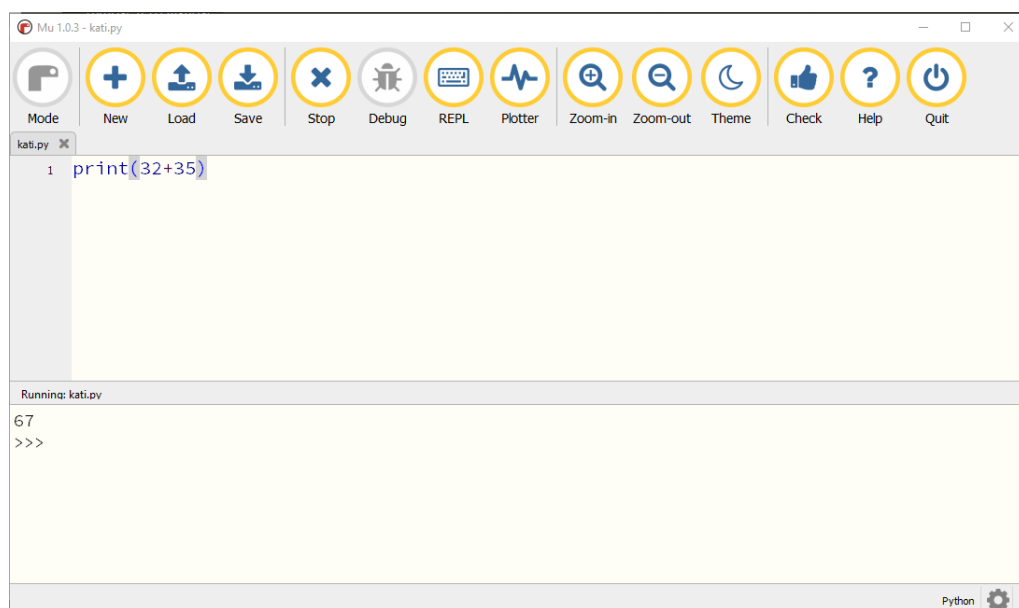 Mu 1.0.3 - kati.py
Mode New Load Save Stop Debug REPL Plotter Zoom-in Zoom-out Theme Check Help Quit
kati.py
1 print(32+35)
Running: kati.py
67
>>>
Python